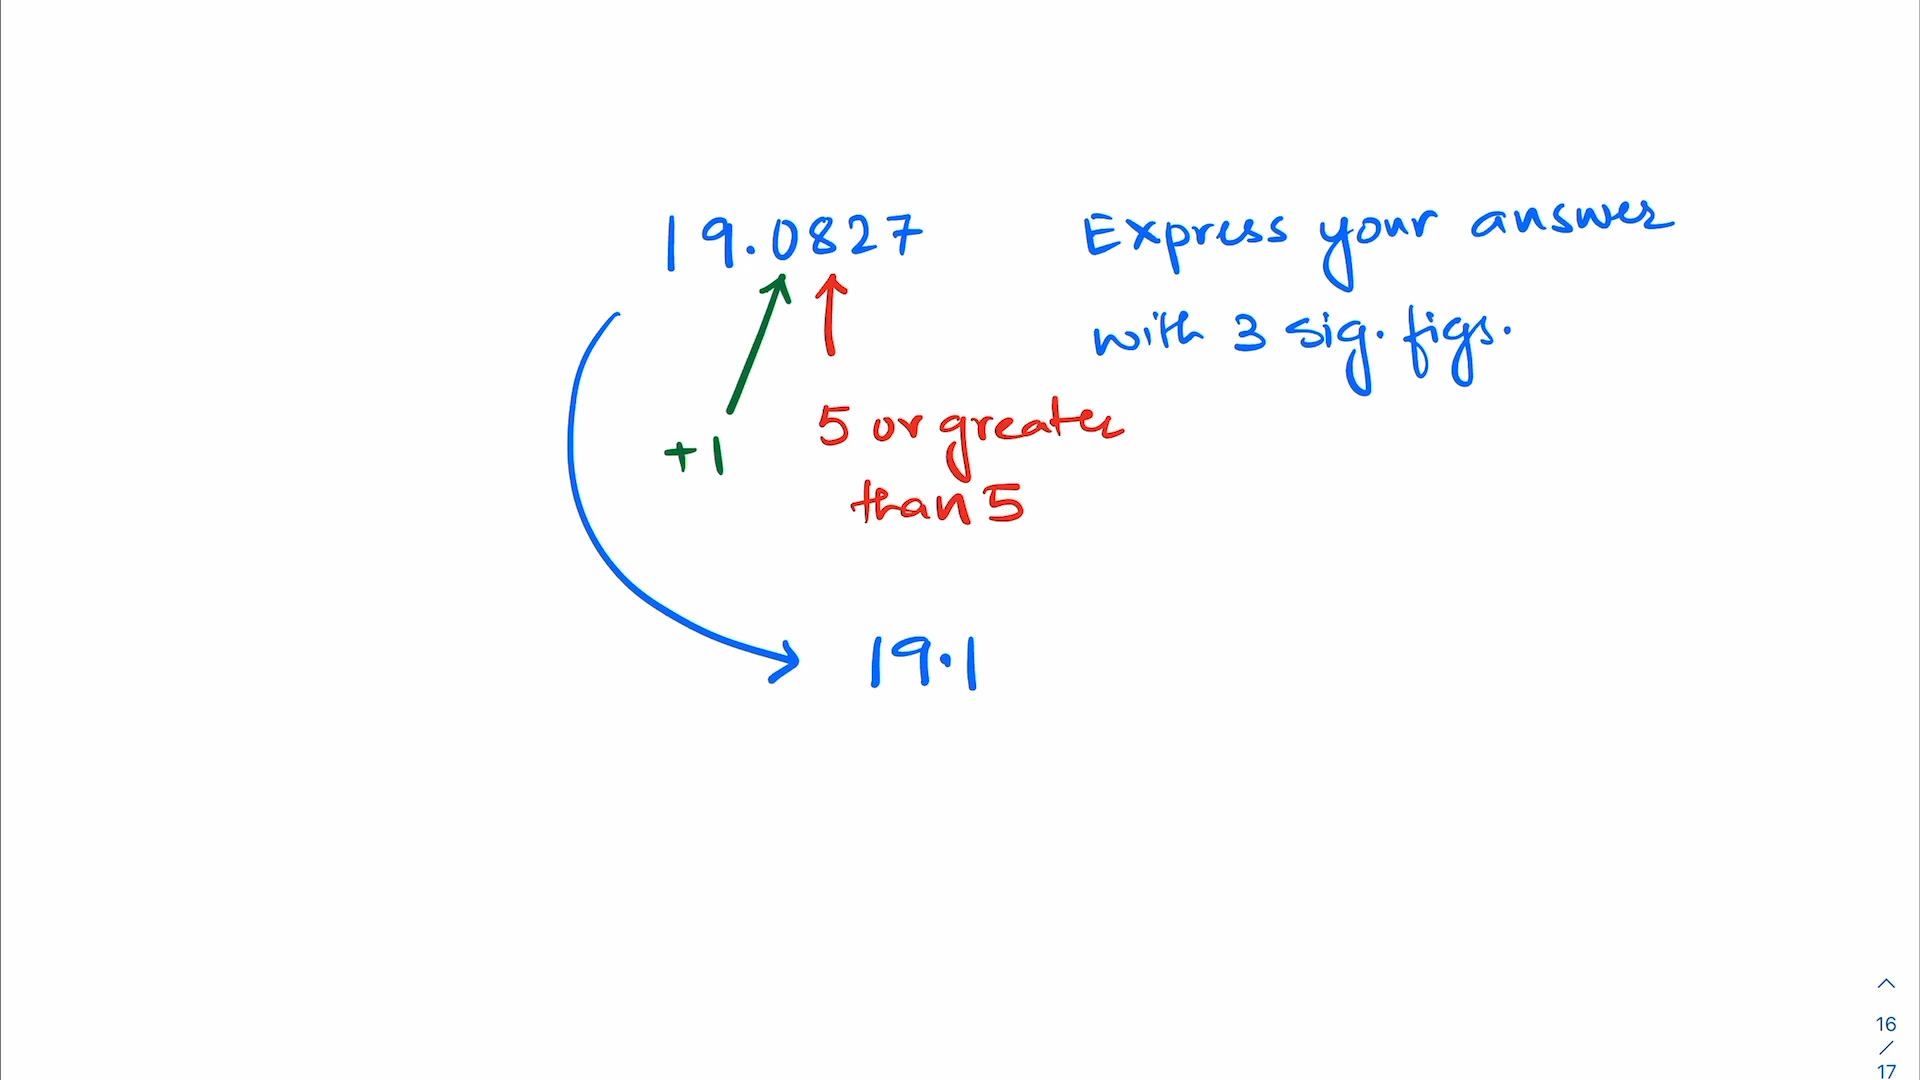 19.0827
Express your answer
with 3 sig. figs.
+1
5 or greater
than 5
19.1
16
/
17